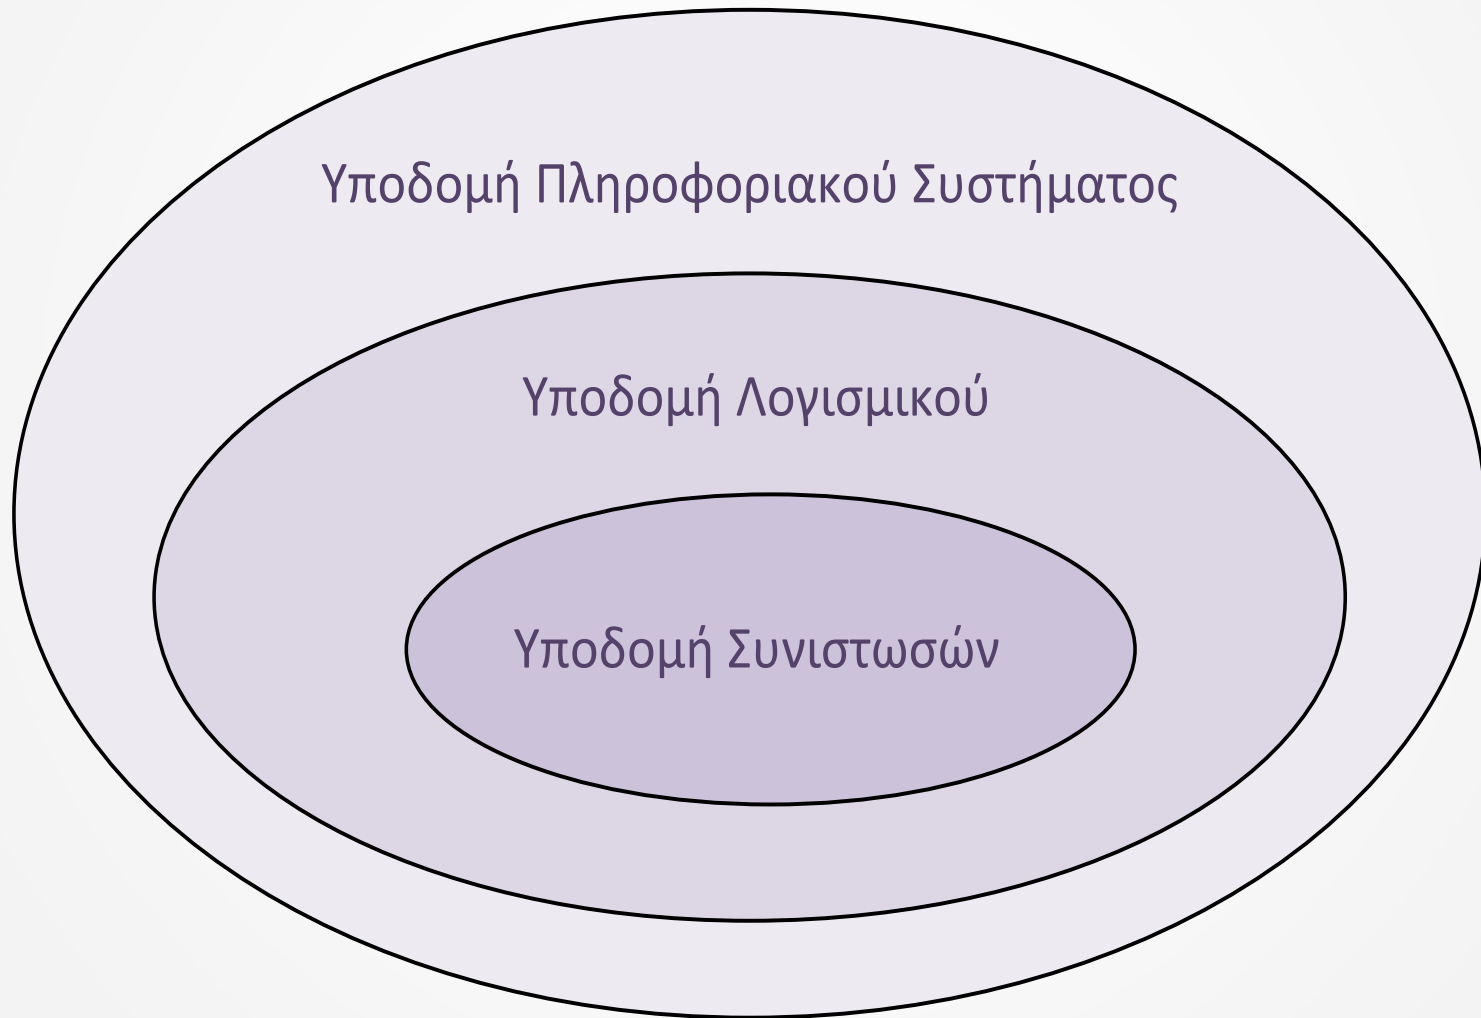 Υποδομή Πληροφοριακού Συστήματος
Υποδομή Λογισμικού
Υποδομή Συνιστωσών